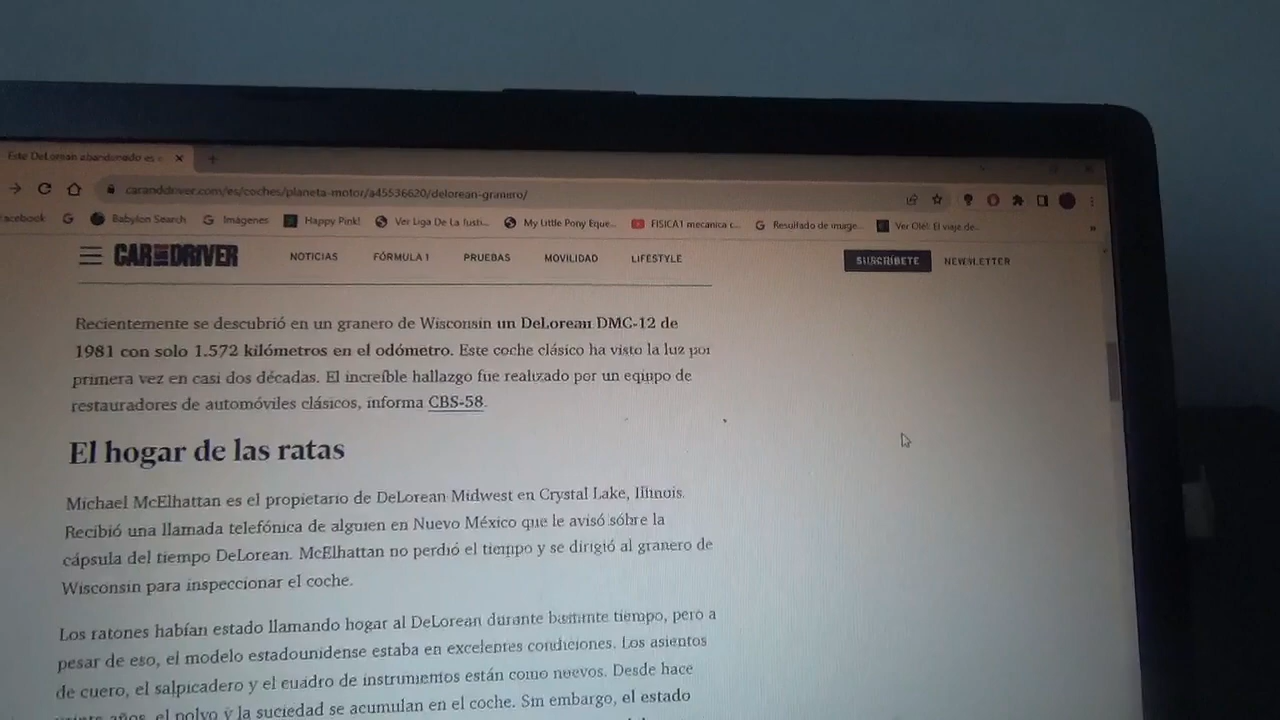 Este DeLorean abandonado es
caranddriver.com/es/coches/planeta-motor/a45536620/delorean-granero/
acebook
Babylon Search
Imágenes
Happy Pink!
Ver Liga De La Justi...
My Little Pony Eque...
FISICA1 mecanica c...
Resultado de image...
Ver Olé! El viaje de...
CAR AND DRIVER
NOTICIAS FÓRMULA 1 PRUEBAS MOVILIDAD LIFESTYLE
SUSCRÍBETE NEWSLETTER
Recientemente se descubrió en un granero de Wisconsin un DeLorean DMC-12 de
1981 con solo 1.572 kilómetros en el odómetro. Este coche clásico ha visto la luz por
primera vez en casi dos décadas. El increíble hallazgo fue realizado por un equipo de
restauradores de automóviles clásicos, informa CBS-58.
El hogar de las ratas
Michael McElhattan es el propietario de DeLorean Midwest en Crystal Lake, Illinois.
Recibió una llamada telefónica de alguien en Nuevo México que le avisó sobre la
cápsula del tiempo DeLorean. McElhattan no perdió el tiempo y se dirigió al granero de
Wisconsin para inspeccionar el coche.
Los ratones habían estado llamando hogar al DeLorean durante bastante tiempo, pero a
pesar de eso, el modelo estadounidense estaba en excelentes condiciones. Los asientos
de cuero, el salpicadero y el cuadro de instrumentos están como nuevos. Desde hace
veinte años, el polvo y la suciedad se acumulan en el coche. Sin embargo, el estado